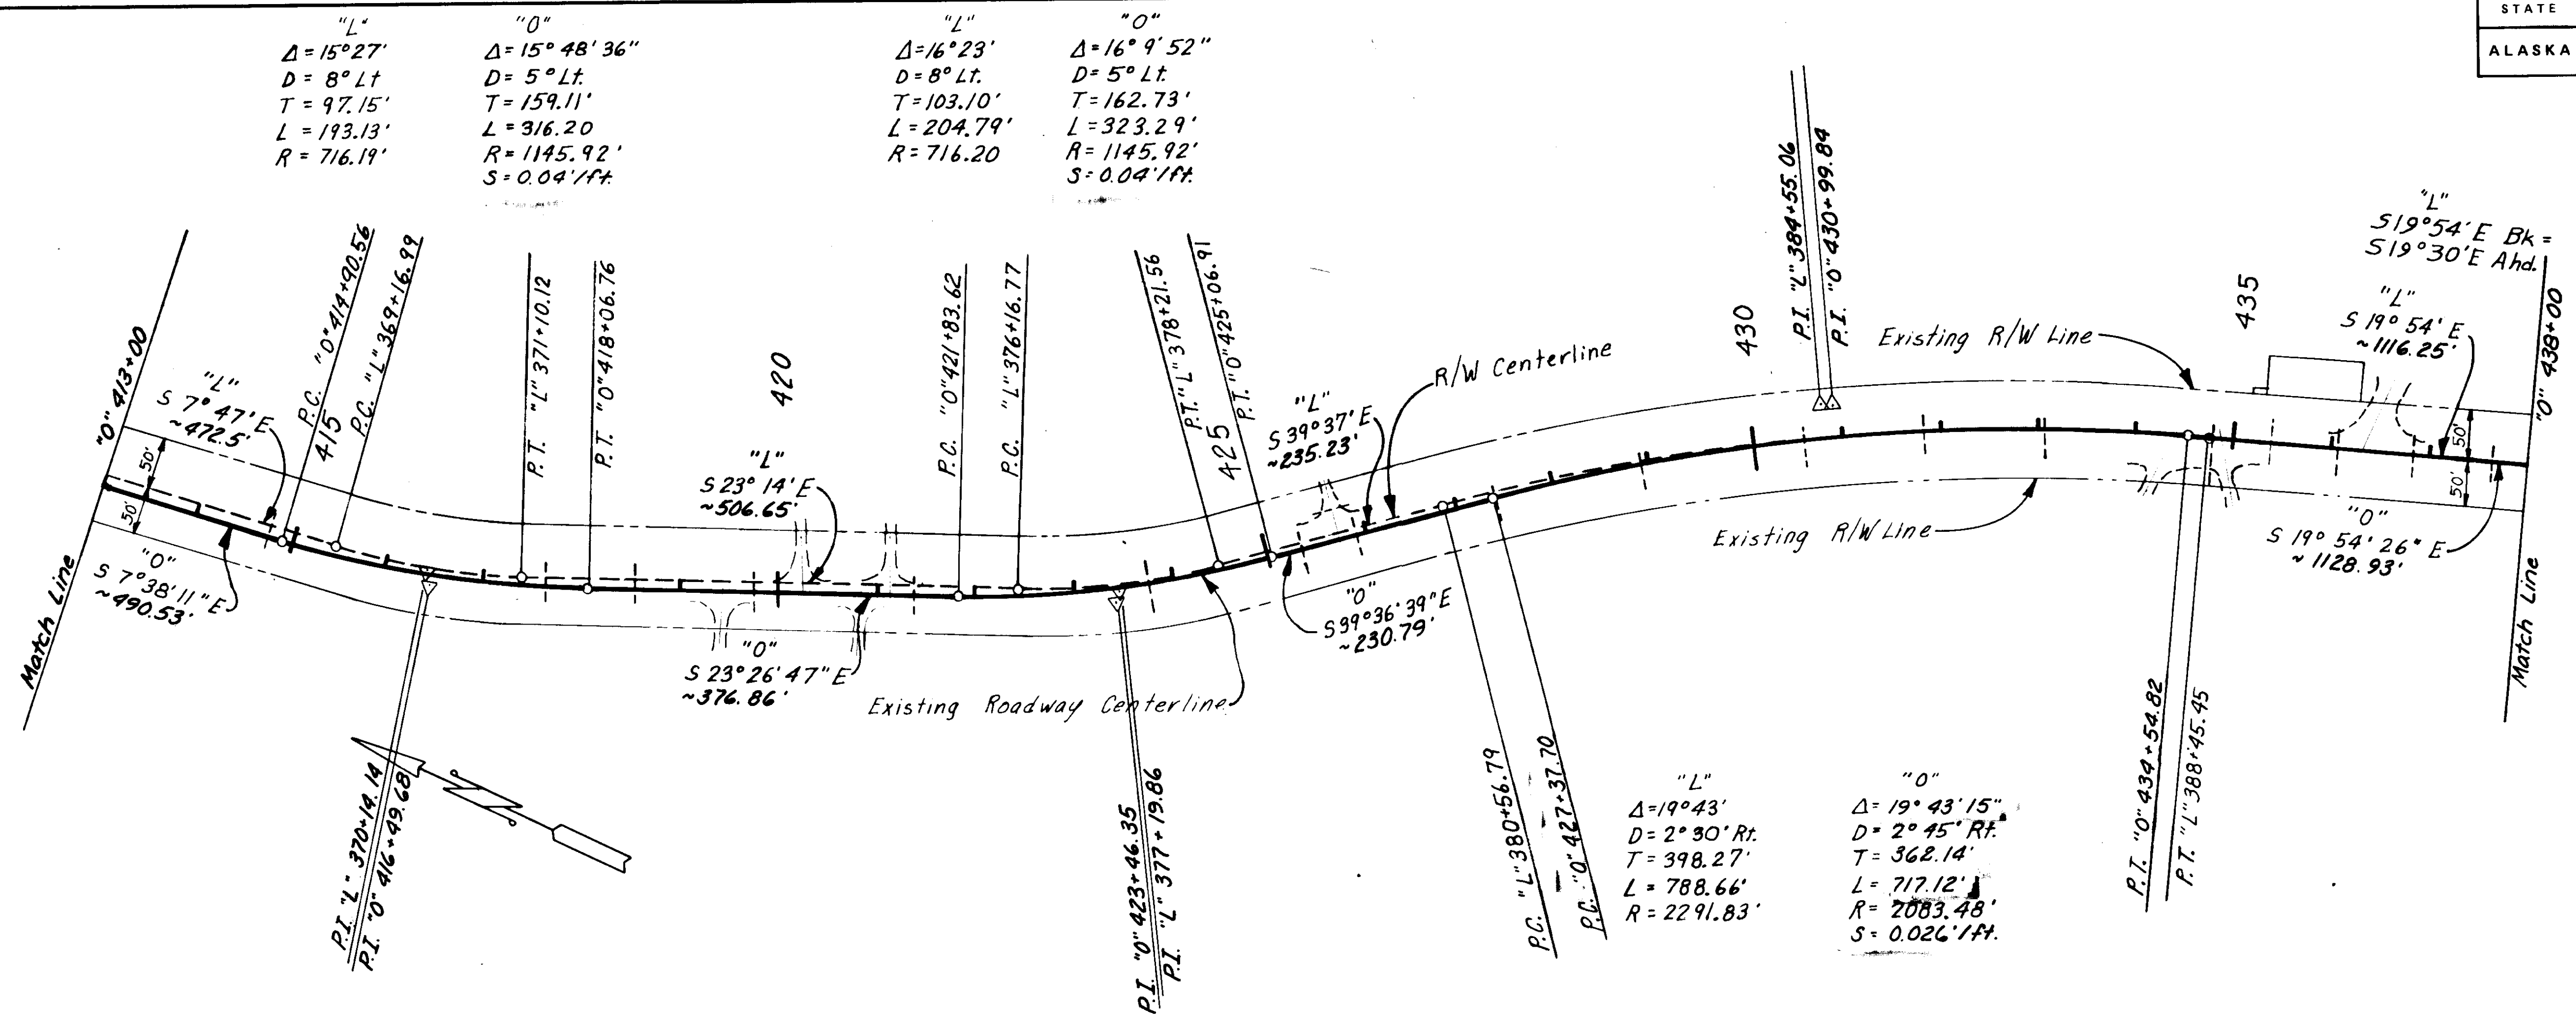 STATE
ALASKA
"L"
Δ=15°27'
D= 8° Lt
T = 97.15'
L = 193.13'
R = 716.19'
"O"
Δ=15°48'36"
D= 5° Lt.
T=159.11'
L=316.20
R=1145.92'
S=0.04'/ft.
"L"
Δ=16°23'
D=8° Lt.
T=103.10'
L=204.79'
R=716.20
"O"
Δ=16°9'52"
D=5° Lt.
T=162.73'
L=323.29'
R=1145.92'
S=0.04'/ft.
"O" 413+00
Match Line
50'
50'
"L"
S 7°47' E
~472.5'
"O"
S 7°38'11" E
~490.53'
P.C. "O" 414+90.56
415
P.C. "L" 369+16.99
P.I. "L" 370+14.14
P.I. "O" 416+49.68
P.T. "L" 371+10.12
P.T. "O" 418+06.76
420
"L"
S 23°14' E
~506.65'
"O"
S 23°26'47" E
~376.86'
P.C. "O" 421+83.62
P.C. "L" 376+16.77
Existing Roadway Centerline
P.I. "O" 423+46.35
P.I. "L" 377+19.86
P.T. "L" 378+21.56
425
P.T. "O" 425+06.91
"L"
S 39°37' E
~235.23'
R/W Centerline
"O"
S 39°36'39" E
~230.79'
P.C. "L" 380+56.79
P.C. "O" 427+37.70
430
P.I. "L" 384+55.06
P.I. "O" 430+99.84
Existing R/W Line
Existing R/W Line
"L"
Δ=19°43'
D= 2°30' Rt.
T= 398.27'
L = 788.66'
R = 2291.83'
"O"
Δ= 19°43'15"
D= 2°45' Rt.
T= 362.14'
L= 717.12'
R= 2083.48'
S= 0.026'/ft.
P.T. "O" 434+54.82
P.T. "L" 388+45.45
435
"L"
S19°54' E Bk =
S19°30' E Ahd.
"L"
S 19°54' E
~1116.25'
50'
50'
"O"
S 19°54'26" E
~1128.93'
"O" 438+00
Match Line